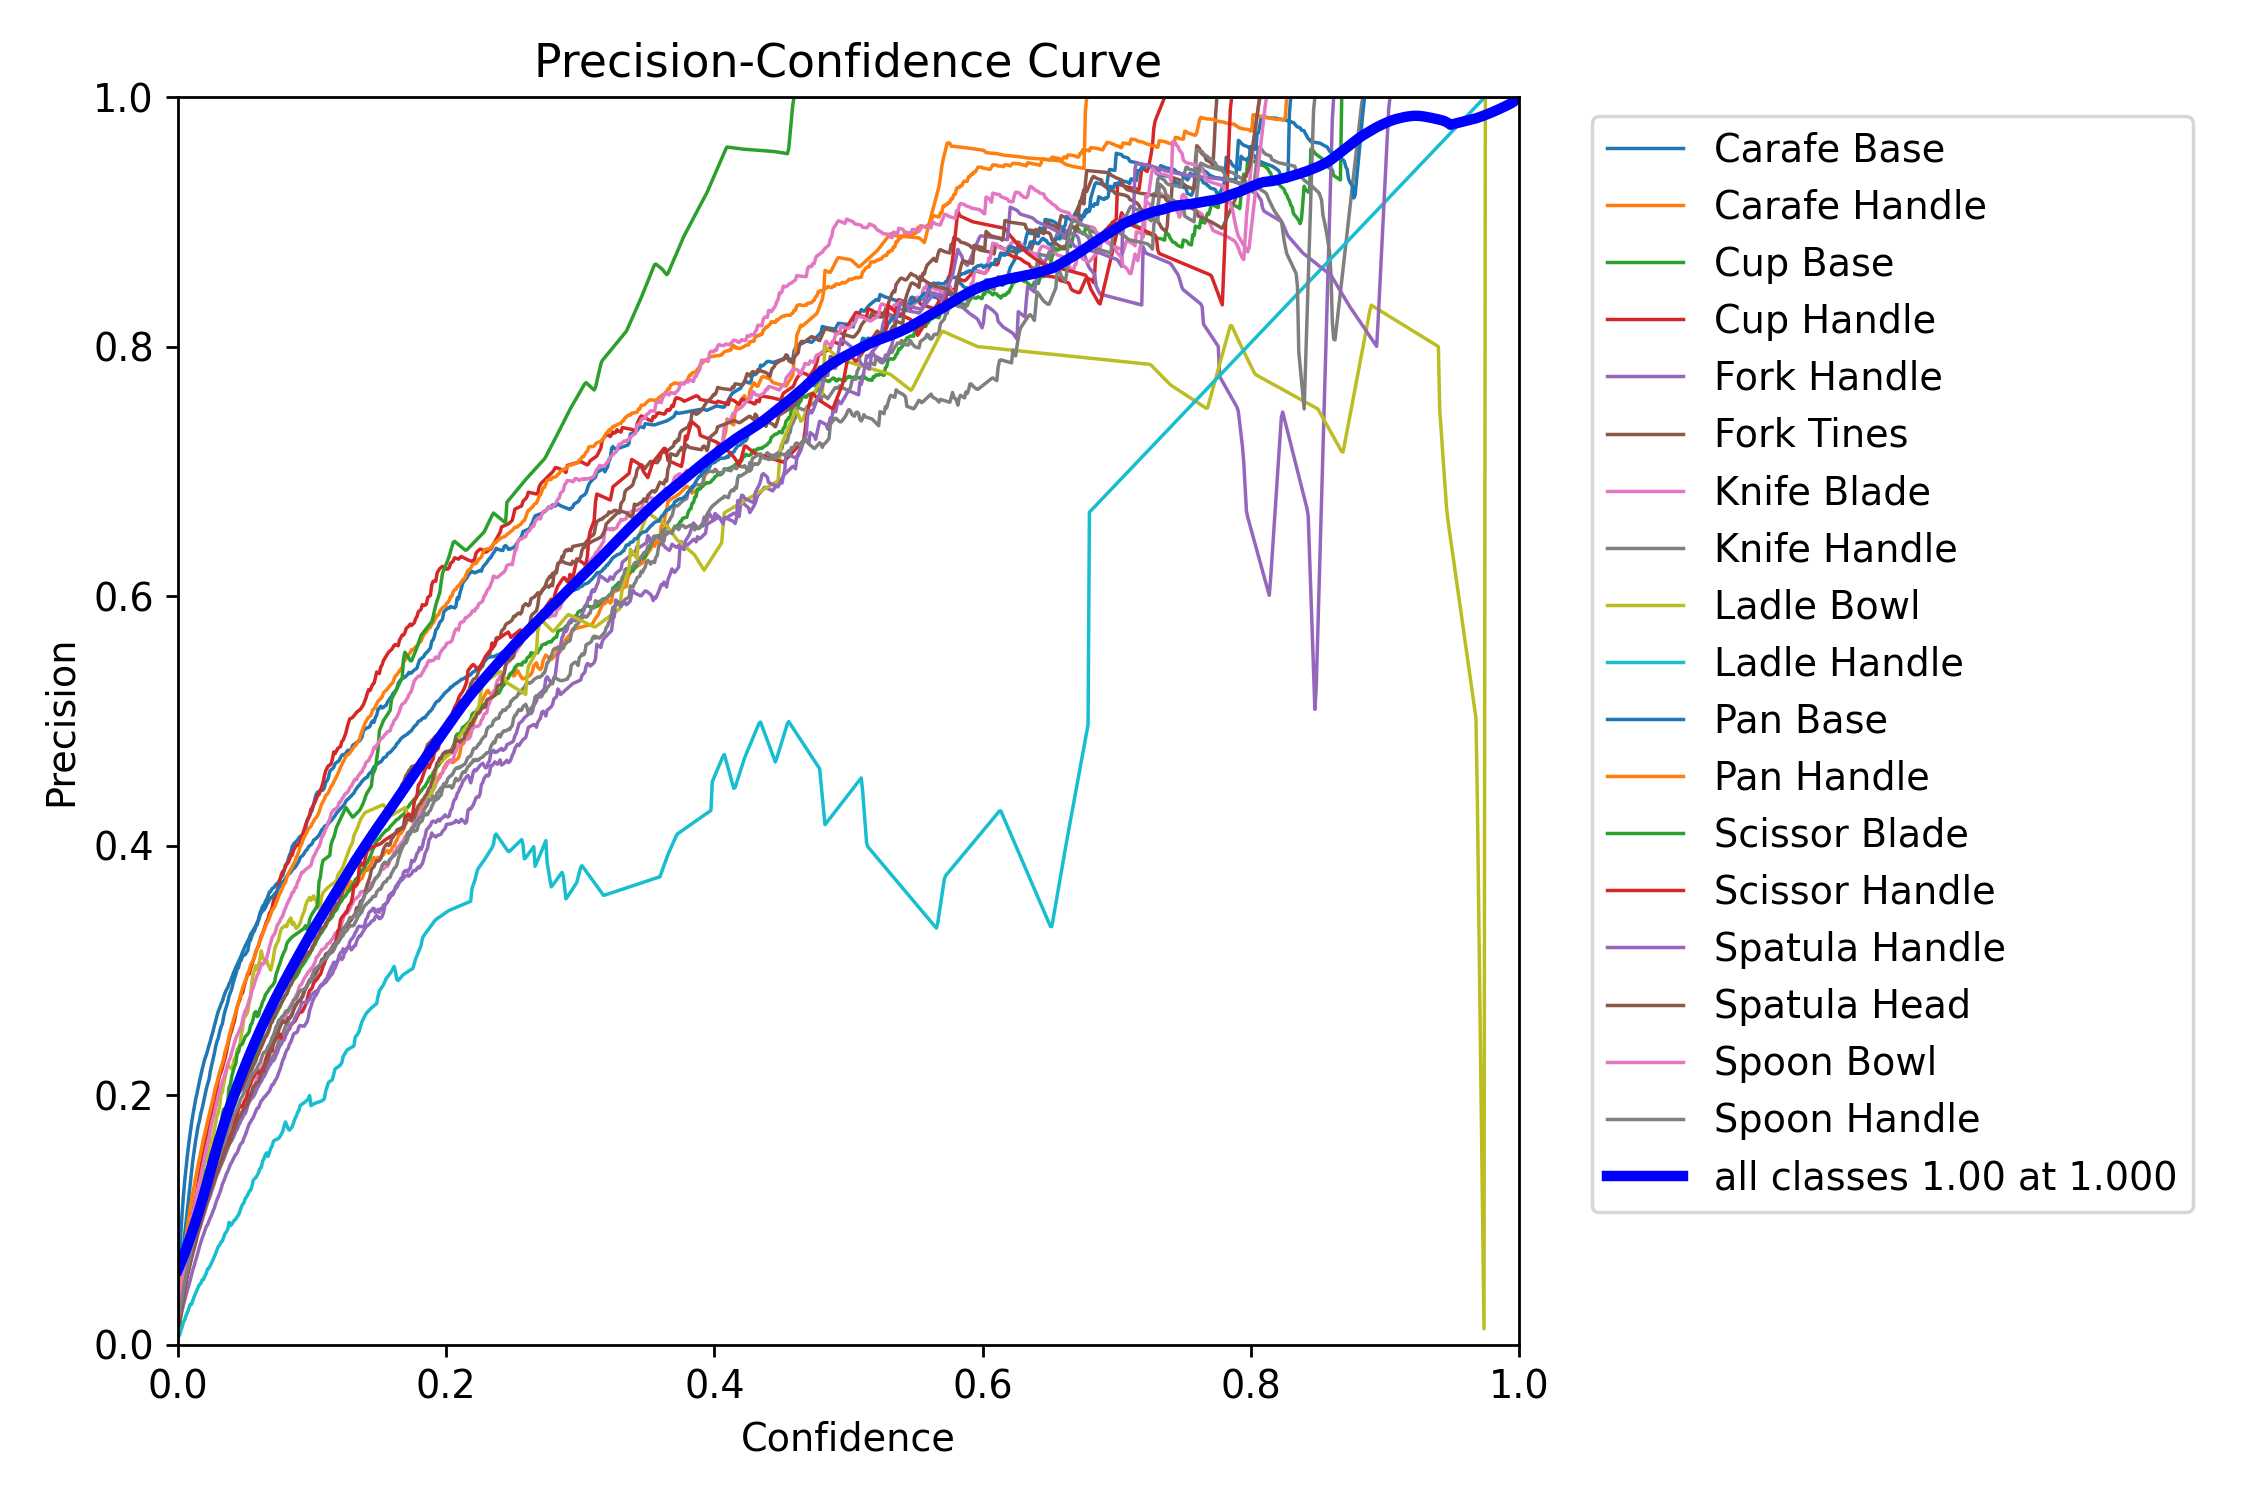 Precision-Confidence Curve
1.0
0.8
0.6
0.4
0.2
0.0
Precision
0.0 0.2 0.4 0.6 0.8 1.0
Confidence
Carafe Base
Carafe Handle
Cup Base
Cup Handle
Fork Handle
Fork Tines
Knife Blade
Knife Handle
Ladle Bowl
Ladle Handle
Pan Base
Pan Handle
Scissor Blade
Scissor Handle
Spatula Handle
Spatula Head
Spoon Bowl
Spoon Handle
all classes 1.00 at 1.000